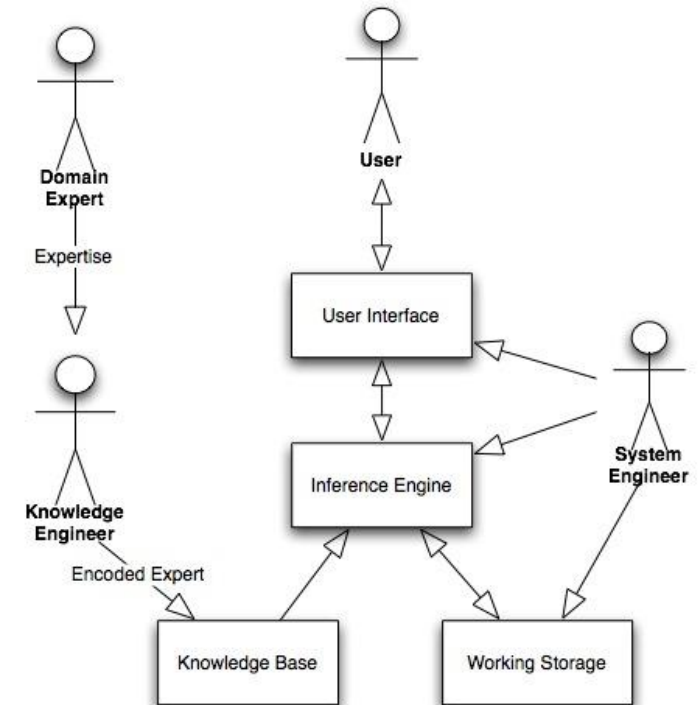 Domain
Expert
User
Expertise
User Interface
Inference Engine
System
Engineer
Knowledge
Engineer
Encoded Expert
Knowledge Base
Working Storage